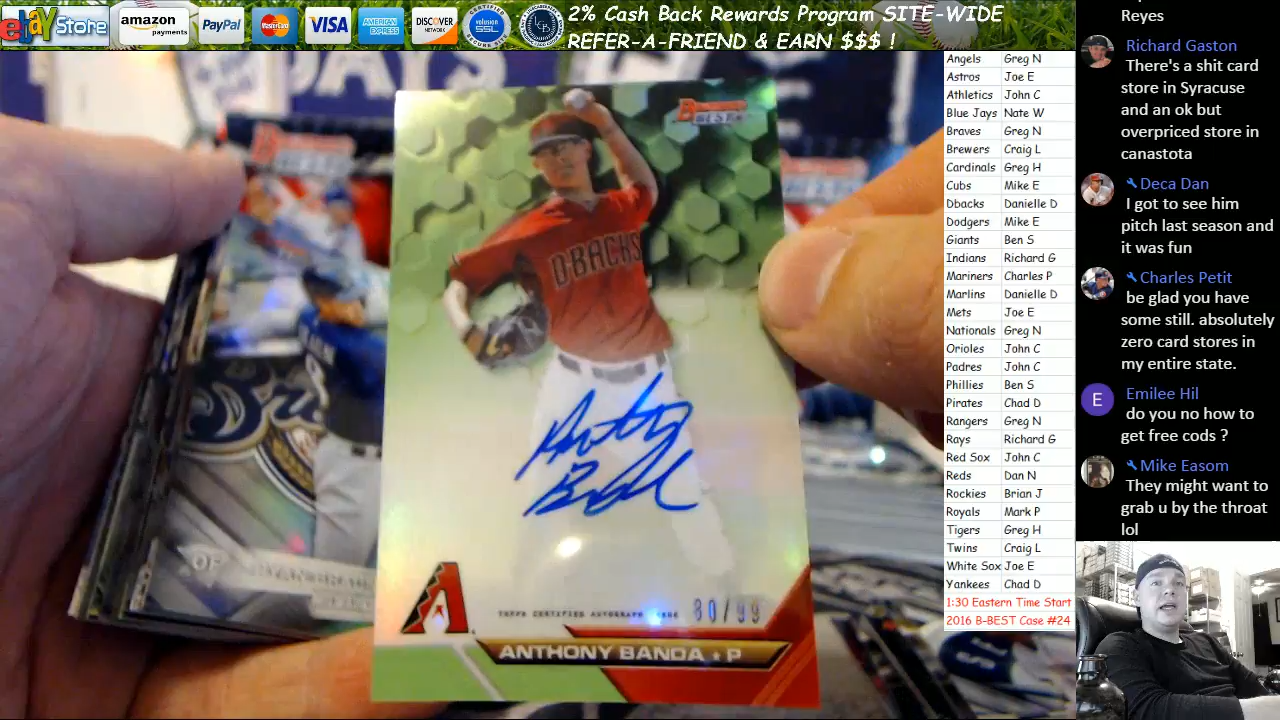 ebay Store
amazon
payments
PayPal
MasterCard
VISA
AMERICAN
EXPRESS
DISCOVER
NETWORK
volusion
SSL
2% Cash Back Rewards Program SITE-WIDE
REFER-A-FRIEND & EARN $$$ !
BEST
D-BACKS
Anthony Banda
TOPPS CERTIFIED AUTOGRAPH ISSUE 80/99
ANTHONY BANDA ★ P
OF
Angels Greg N
Astros Joe E
Athletics John C
Blue Jays Nate W
Braves Greg N
Brewers Craig L
Cardinals Greg H
Cubs Mike E
Dbacks Danielle D
Dodgers Mike E
Giants Ben S
Indians Richard G
Mariners Charles P
Marlins Danielle D
Mets Joe E
Nationals Greg N
Orioles John C
Padres John C
Phillies Ben S
Pirates Chad D
Rangers Greg N
Rays Richard G
Red Sox John C
Reds Dan N
Rockies Brian J
Royals Mark P
Tigers Greg H
Twins Craig L
White Sox Joe E
Yankees Chad D
1:30 Eastern Time Start
2016 B-BEST Case #24
Reyes
Richard Gaston
There's a shit card
store in Syracuse
and an ok but
overpriced store in
canastota
Deca Dan
I got to see him
pitch last season and
it was fun
Charles Petit
be glad you have
some still. absolutely
zero card stores in
my entire state.
E
Emilee Hil
do you no how to
get free cods ?
Mike Easom
They might want to
grab u by the throat
lol